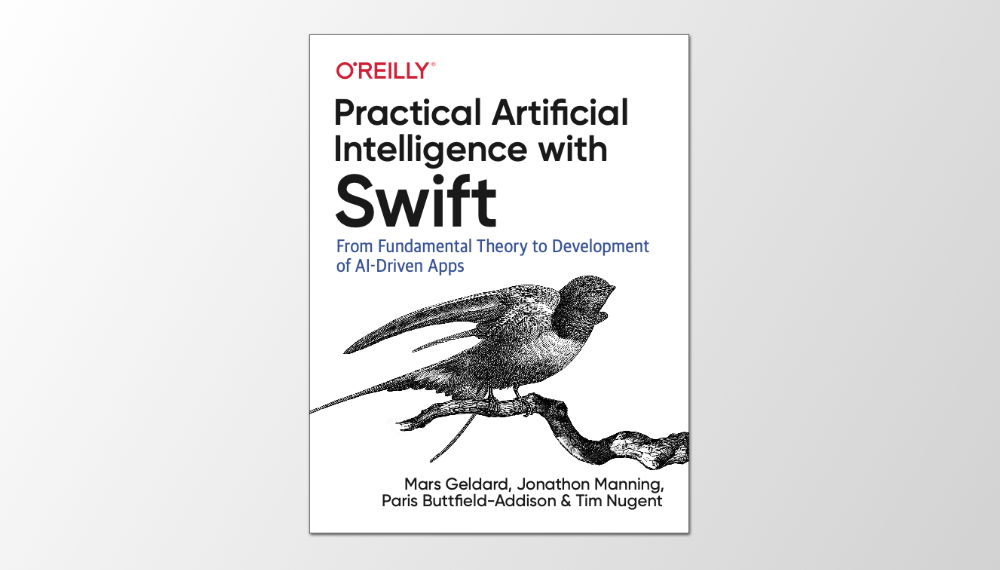 O'REILLY®
Practical Artificial
Intelligence with
Swift
From Fundamental Theory to Development
of AI-Driven Apps
Mars Geldard, Jonathon Manning,
Paris Buttfield-Addison & Tim Nugent